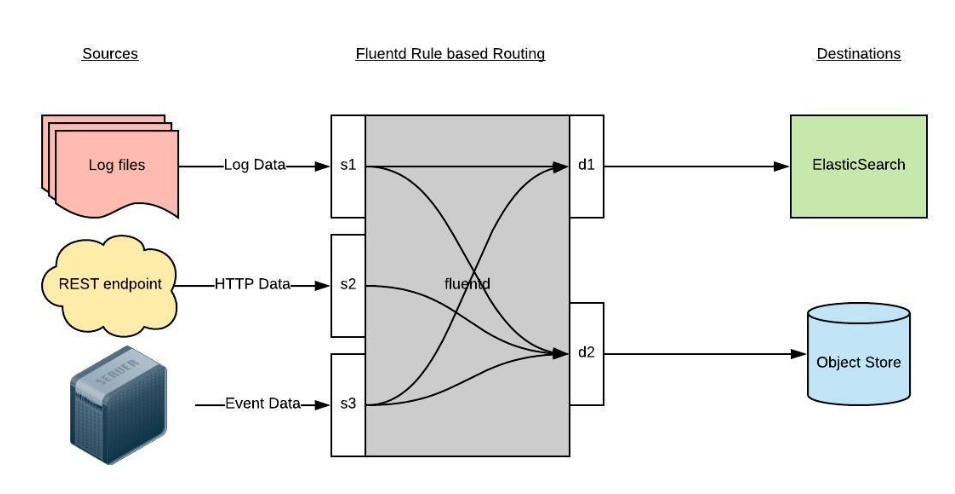 Sources
Fluentd Rule based Routing
Destinations
Log files
Log Data
s1
d1
ElasticSearch
REST endpoint
HTTP Data
s2
fluentd
d2
Object Store
SERVER
Event Data
s3